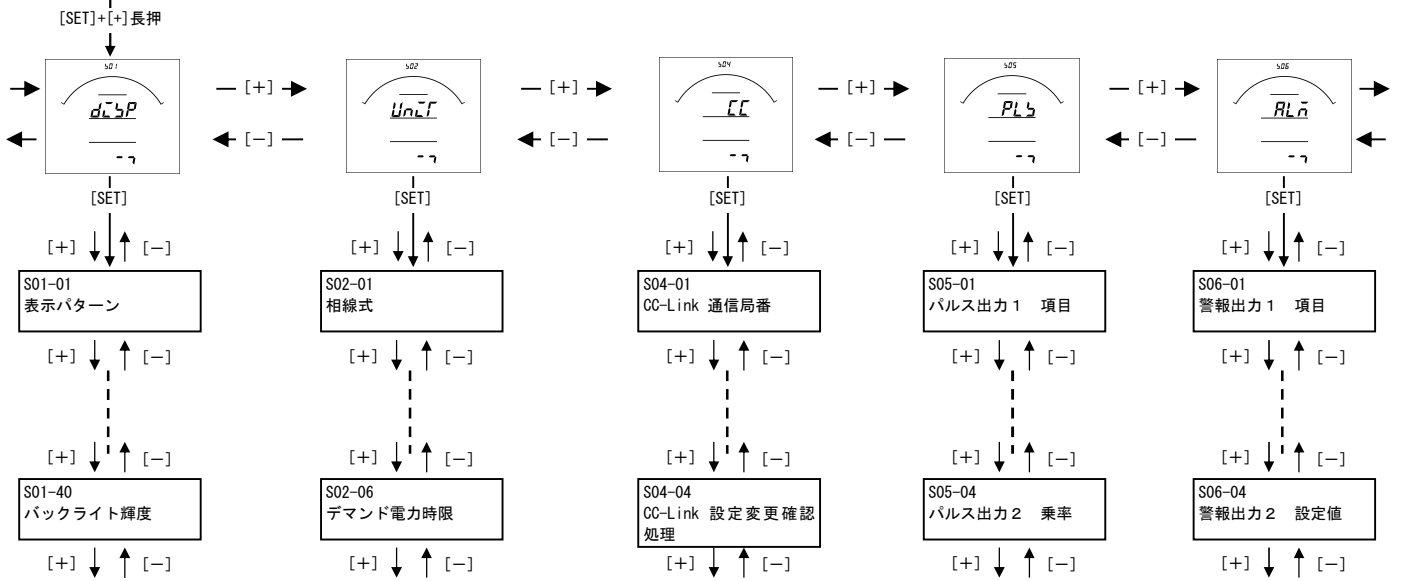 [SET]+[+]長押
S01 S02 S04 S05 S06
[+] [+] [+] [+]
dISP UnIT CC PLS ALM
[−] [−] [−] [−]
[SET] [SET] [SET] [SET] [SET]
[+] [−] [+] [−] [+] [−] [+] [−] [+] [−]
S01-01
表示パターン
S02-01
相線式
S04-01
CC-Link 通信局番
S05-01
パルス出力1 項目
S06-01
警報出力1 項目
[+] [−] [+] [−] [+] [−] [+] [−] [+] [−]
[+] [−] [+] [−] [+] [−] [+] [−] [+] [−]
S01-40
バックライト輝度
S02-06
デマンド電力時限
S04-04
CC-Link 設定変更確認
処理
S05-04
パルス出力2 乗率
S06-04
警報出力2 設定値
[+] [−] [+] [−] [+] [−] [+] [−] [+] [−]